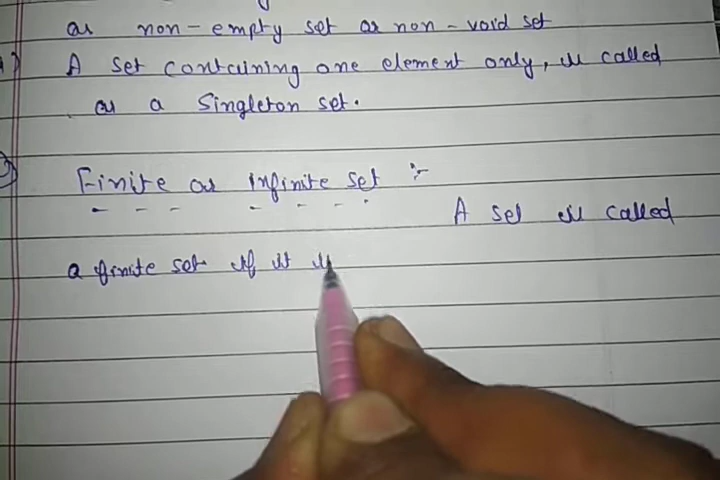 as non-empty set or non-void set
A set containing one element only, is called
as a Singleton set.
Finite or Infinite set :-
A set is called
a finite set if it is